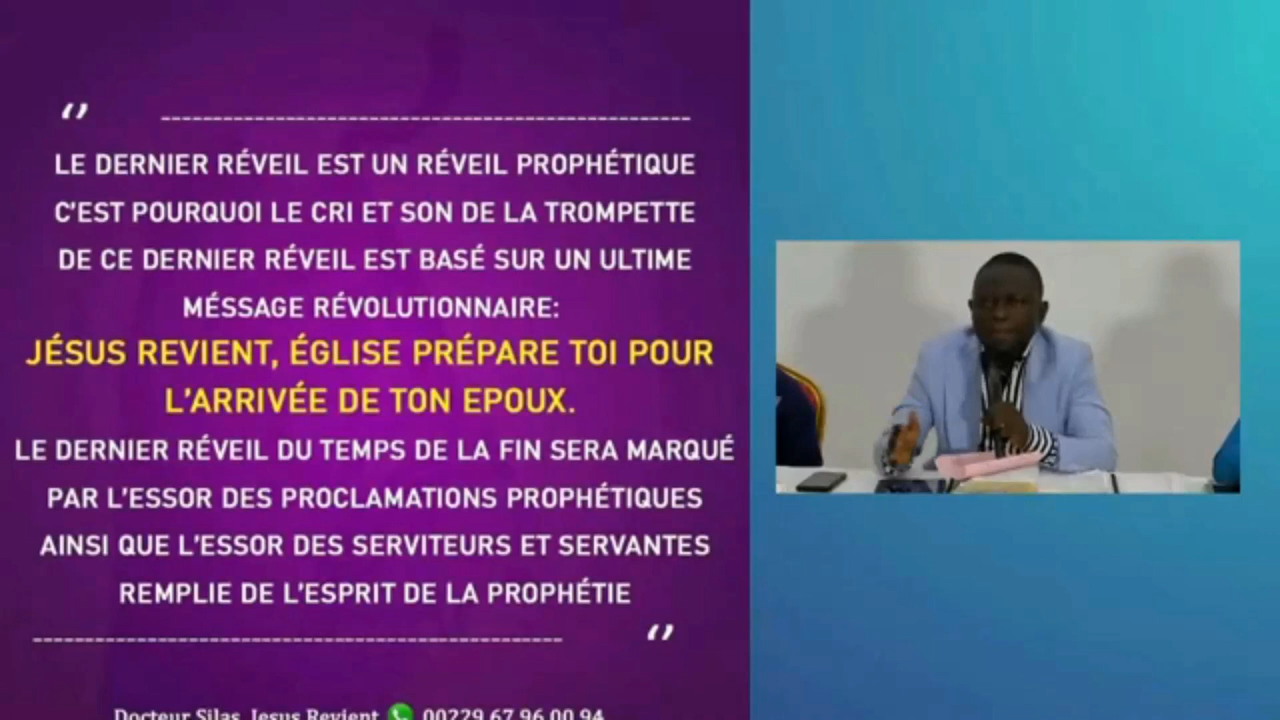 LE DERNIER RÉVEIL EST UN RÉVEIL PROPHÉTIQUE
C'EST POURQUOI LE CRI ET SON DE LA TROMPETTE
DE CE DERNIER RÉVEIL EST BASÉ SUR UN ULTIME
MÉSSAGE RÉVOLUTIONNAIRE:
JÉSUS REVIENT, ÉGLISE PRÉPARE TOI POUR
L'ARRIVÉE DE TON EPOUX.
LE DERNIER RÉVEIL DU TEMPS DE LA FIN SERA MARQUÉ
PAR L'ESSOR DES PROCLAMATIONS PROPHÉTIQUES
AINSI QUE L'ESSOR DES SERVITEURS ET SERVANTES
REMPLIE DE L'ESPRIT DE LA PROPHÉTIE
Docteur Silas Jesus Revient 00229 67 96 00 94